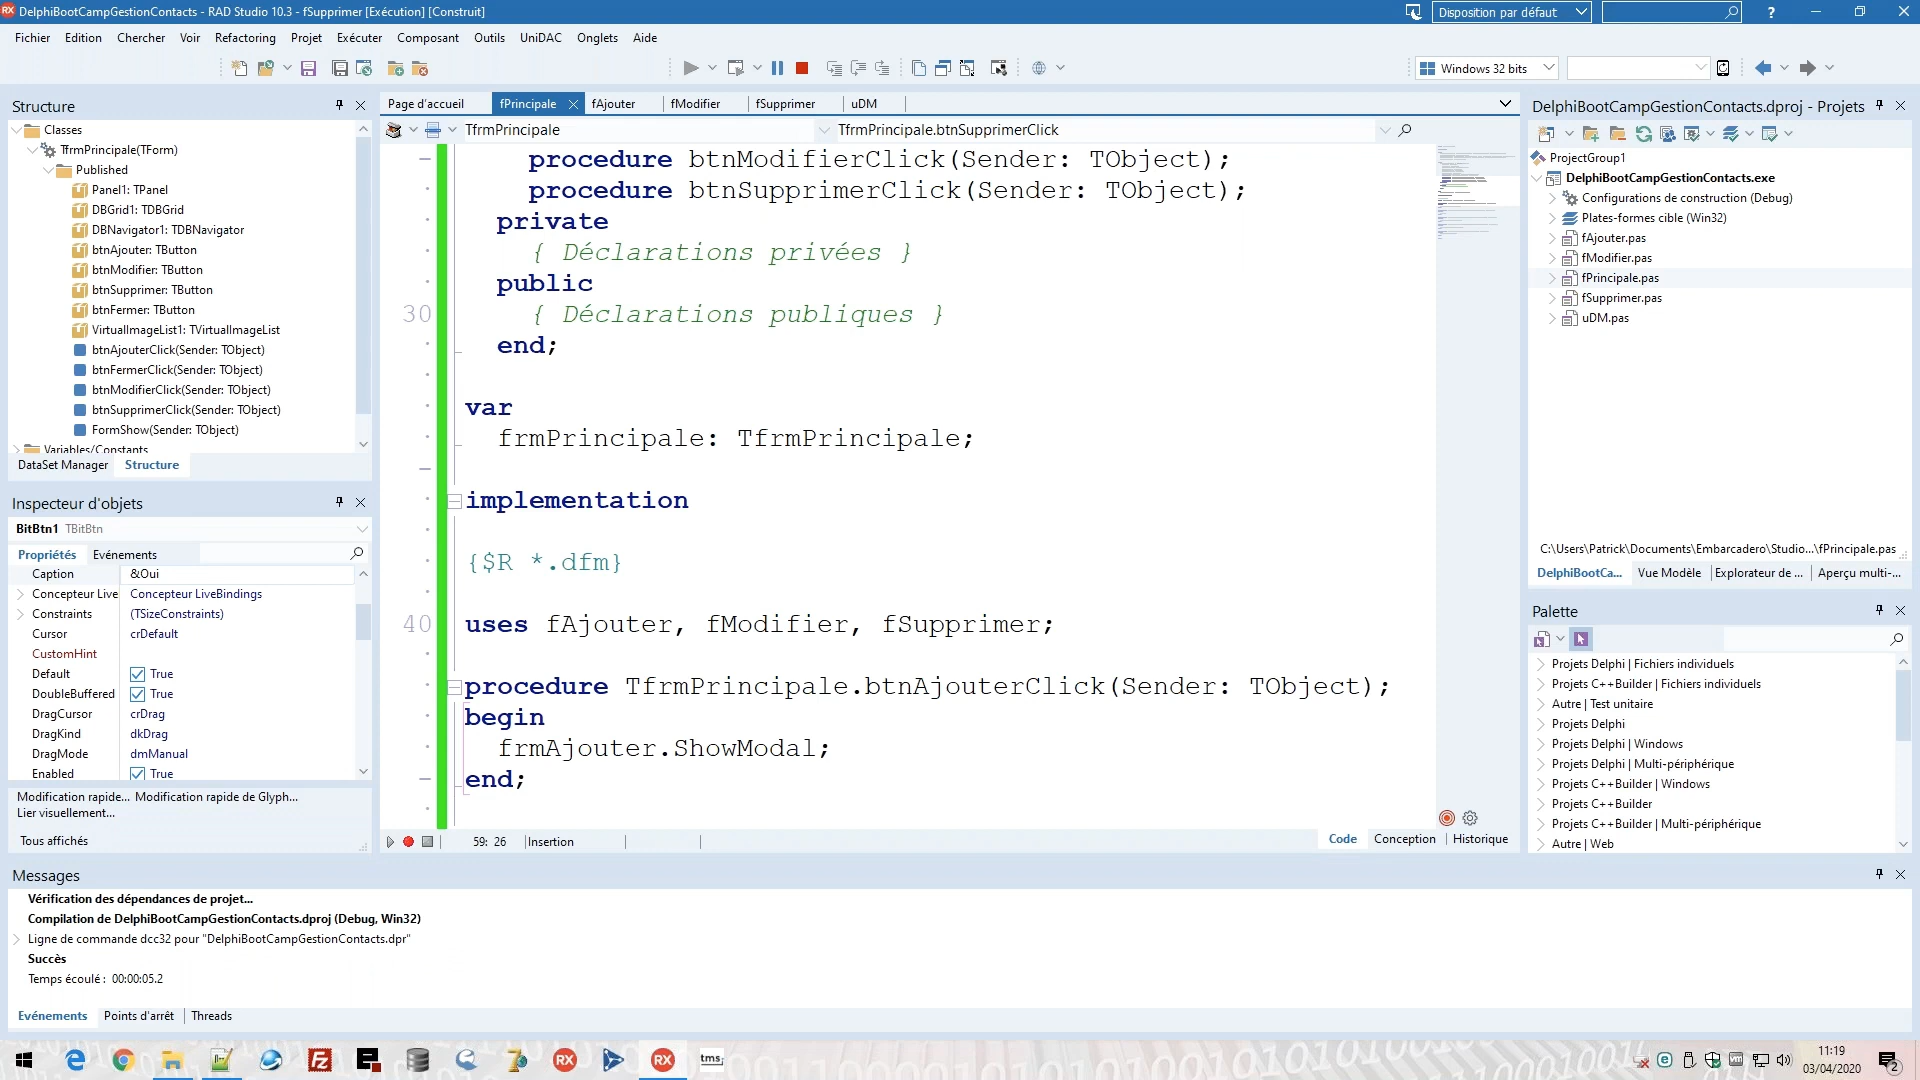 DelphiBootCampGestionContacts - RAD Studio 10.3 - fSupprimer [Exécution] [Construit]
Disposition par défaut
Fichier Edition Chercher Voir Refactoring Projet Exécuter Composant Outils UniDAC Onglets Aide
Windows 32 bits
Structure
Classes
TfrmPrincipale(TForm)
Published
Panel1: TPanel
DBGrid1: TDBGrid
DBNavigator1: TDBNavigator
btnAjouter: TButton
btnModifier: TButton
btnSupprimer: TButton
btnFermer: TButton
VirtualImageList1: TVirtualImageList
btnAjouterClick(Sender: TObject)
btnFermerClick(Sender: TObject)
btnModifierClick(Sender: TObject)
btnSupprimerClick(Sender: TObject)
FormShow(Sender: TObject)
Variables/Constants
DataSet Manager Structure
Inspecteur d'objets
BitBtn1 TBitBtn
Propriétés Evénements
Caption &Oui
Concepteur Live Concepteur LiveBindings
Constraints (TSizeConstraints)
Cursor crDefault
CustomHint
Default True
DoubleBuffered True
DragCursor crDrag
DragKind dkDrag
DragMode dmManual
Enabled True
Modification rapide... Modification rapide de Glyph...
Lier visuellement...
Tous affichés
Page d'accueil fPrincipale fAjouter fModifier fSupprimer uDM
TfrmPrincipale TfrmPrincipale.btnSupprimerClick
procedure btnModifierClick(Sender: TObject);
procedure btnSupprimerClick(Sender: TObject);
private
{ Déclarations privées }
public
30 { Déclarations publiques }
end;
var
frmPrincipale: TfrmPrincipale;
implementation
{$R *.dfm}
40 uses fAjouter, fModifier, fSupprimer;
procedure TfrmPrincipale.btnAjouterClick(Sender: TObject);
begin
frmAjouter.ShowModal;
end;
59: 26 Insertion
Code Conception Historique
DelphiBootCampGestionContacts.dproj - Projets
ProjectGroup1
DelphiBootCampGestionContacts.exe
Configurations de construction (Debug)
Plates-formes cible (Win32)
fAjouter.pas
fModifier.pas
fPrincipale.pas
fSupprimer.pas
uDM.pas
C:\Users\Patrick\Documents\Embarcadero\Studio...\fPrincipale.pas
DelphiBootCa... Vue Modèle Explorateur de ... Aperçu multi-...
Palette
Projets Delphi | Fichiers individuels
Projets C++Builder | Fichiers individuels
Autre | Test unitaire
Projets Delphi
Projets Delphi | Windows
Projets Delphi | Multi-périphérique
Projets C++Builder | Windows
Projets C++Builder
Projets C++Builder | Multi-périphérique
Autre | Web
Messages
Vérification des dépendances de projet...
Compilation de DelphiBootCampGestionContacts.dproj (Debug, Win32)
Ligne de commande dcc32 pour "DelphiBootCampGestionContacts.dpr"
Succès
Temps écoulé : 00:00:05.2
Evénements Points d'arrêt Threads
RX RX tms
11:19
03/04/2020
2